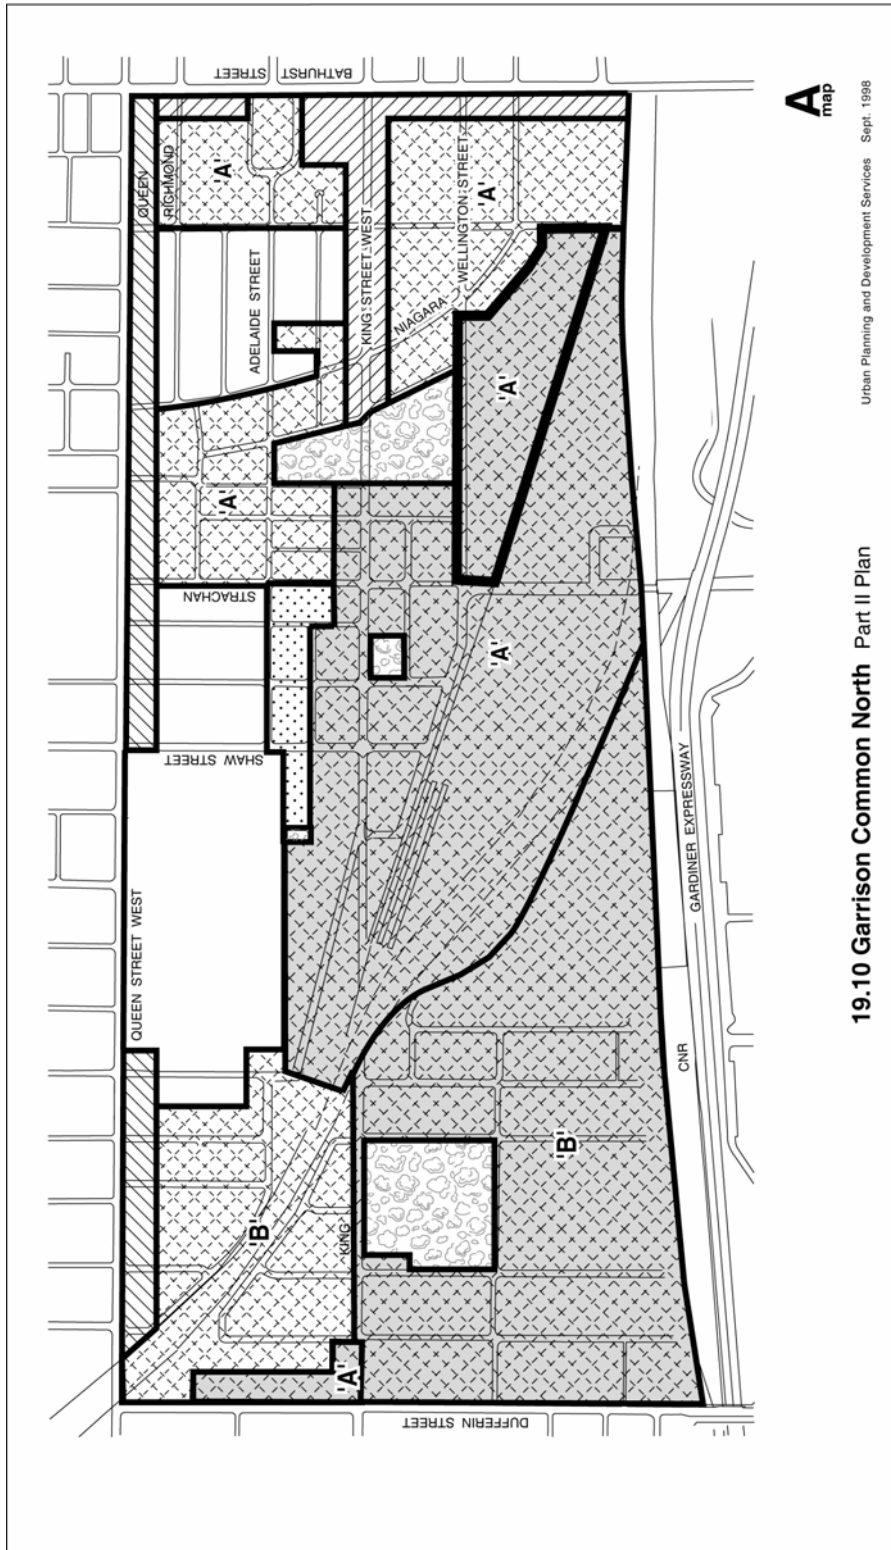 BATHURST
STREET
QUEEN
RICHMOND
'A'
ADELAIDE STREET
KING STREET WEST
NIAGARA
WELLINGTON STREET
'A'
'A'
'A'
STRACHAN
SHAW STREET
'A'
QUEEN STREET WEST
GARDINER EXPRESSWAY
CNR
'B'
KING
'B'
'A'
DUFFERIN STREET
19.10 Garrison Common North Part II Plan
Urban Planning and Development Services Sept. 1998
A
map